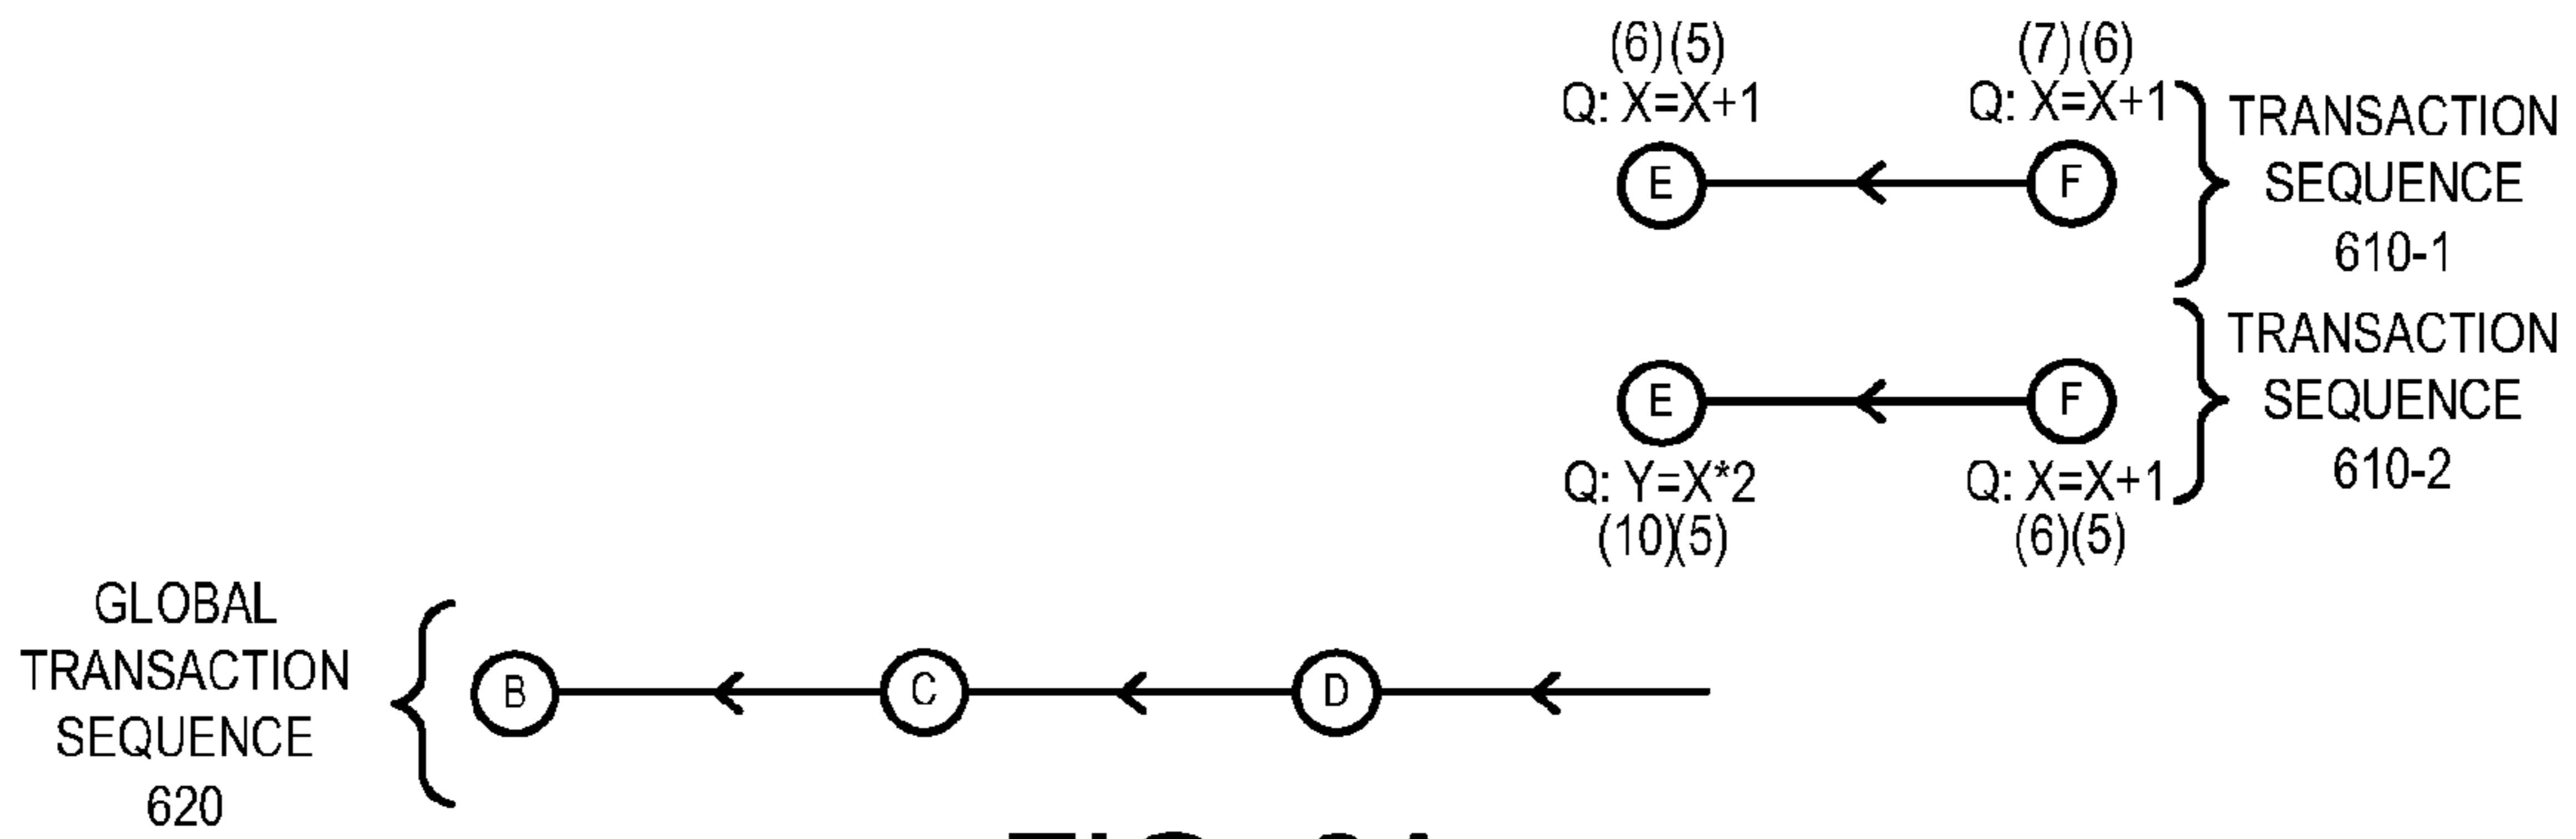 (6)(5)
Q: X=X+1
(7)(6)
Q: X=X+1
E
F
TRANSACTION
SEQUENCE
610-1
E
F
Q: Y=X*2
(10)(5)
Q: X=X+1
(6)(5)
TRANSACTION
SEQUENCE
610-2
GLOBAL
TRANSACTION
SEQUENCE
620
B
C
D